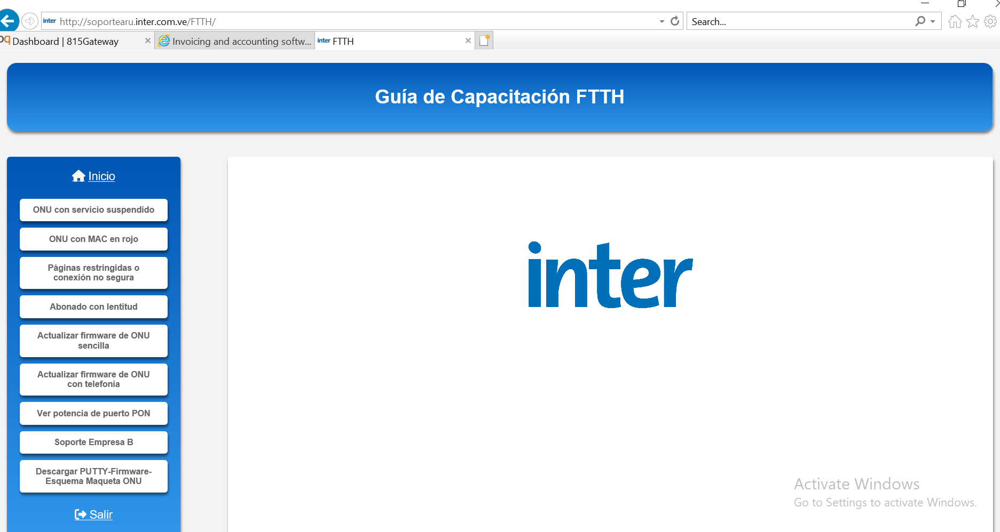 inter http://soportearu.inter.com.ve/FTTH/
Search...
Dashboard | 815Gateway
Invoicing and accounting softw...
inter FTTH
Guía de Capacitación FTTH
Inicio
ONU con servicio suspendido
ONU con MAC en rojo
Páginas restringidas o
conexión no segura
Abonado con lentitud
Actualizar firmware de ONU
sencilla
Actualizar firmware de ONU
con telefonia
Ver potencia de puerto PON
Soporte Empresa B
Descargar PUTTY-Firmware-
Esquema Maqueta ONU
Salir
inter
Activate Windows
Go to Settings to activate Windows.